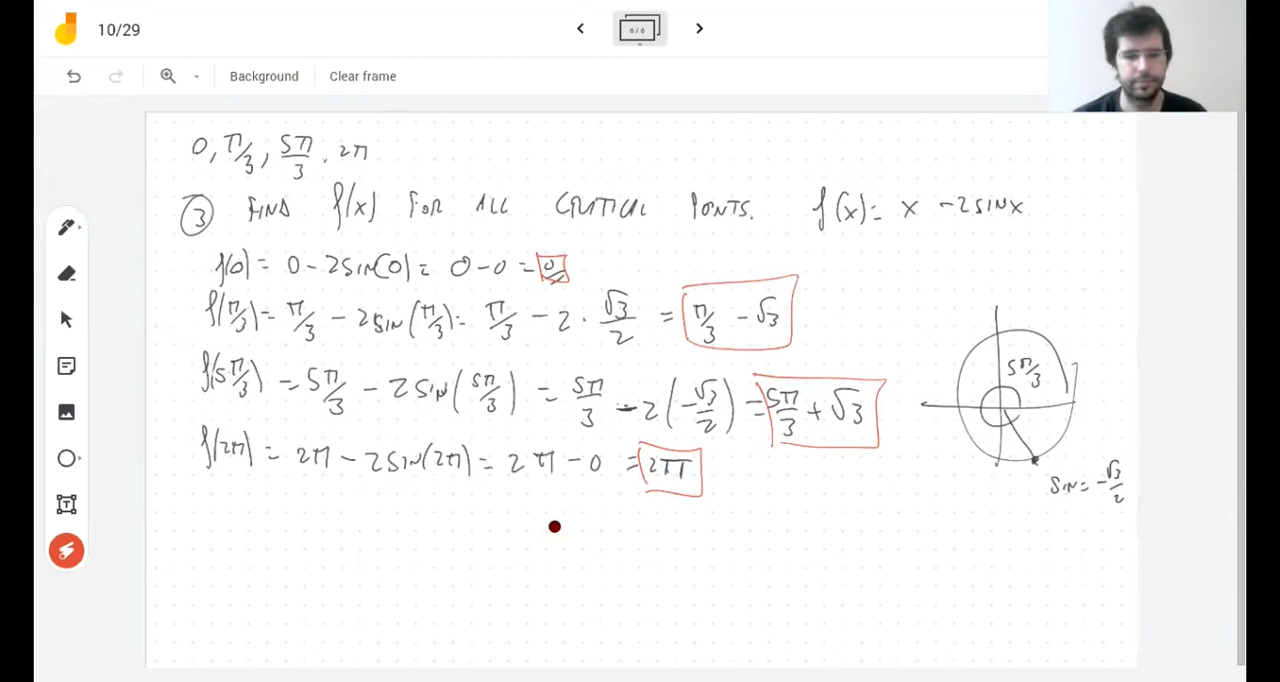 10/29
6/6
Background
Clear frame
0, π/3, 5π/3, 2π
③ FIND f(x) FOR ALL CRITICAL POINTS. f(x) = x - 2SINX
f(0) = 0 - 2SIN(0) = 0 - 0 = 0
f(π/3) = π/3 - 2SIN(π/3) = π/3 - 2 · √3/2 = π/3 - √3
f(5π/3) = 5π/3 - 2SIN(5π/3) = 5π/3 - 2(-√3/2) = 5π/3 + √3
f(2π) = 2π - 2SIN(2π) = 2π - 0 = 2π
5π/3
SIN = -√3/2
T